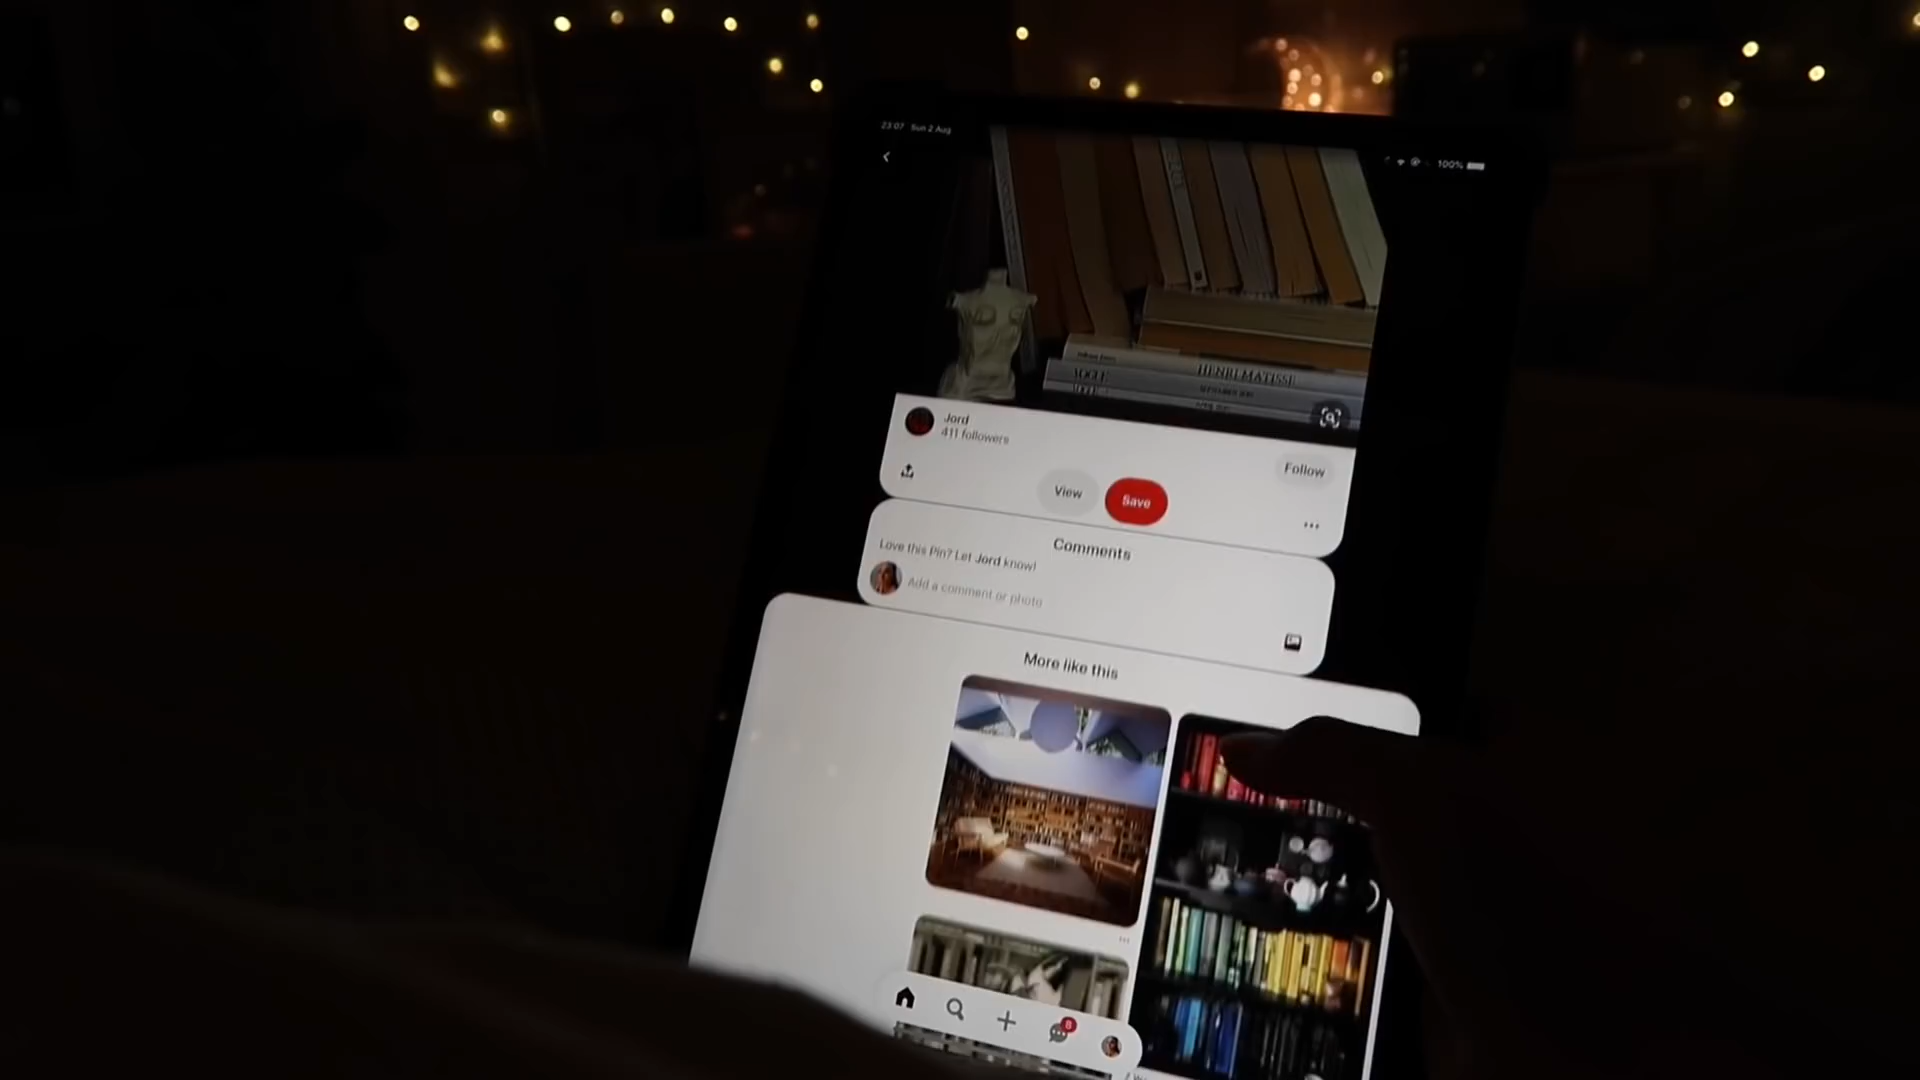 23:07 Sun 2 Aug
100%
HENRI MATISSE
VOGUE
Jord
411 followers
Follow
View
Save
Comments
Love this Pin? Let Jord know!
Add a comment or photo
More like this
8